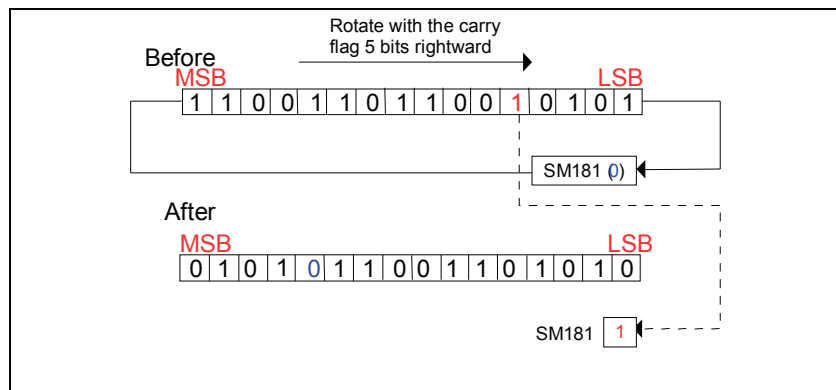 Rotate with the carry
flag 5 bits rightward
Before
MSB LSB
1 1 0 0 1 1 0 1 1 0 0 1 0 1 0 1
SM181 (0)
After
MSB LSB
0 1 0 1 0 1 1 0 0 1 1 0 1 0 1 0
SM181 1